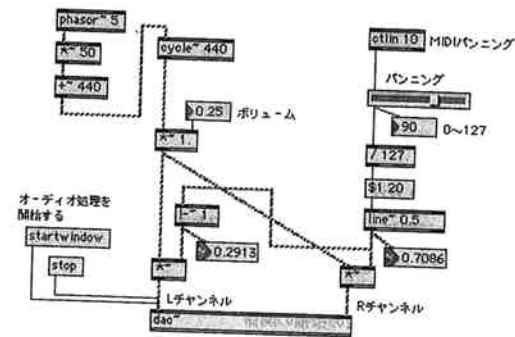 phasor~ 5
*~ 50
+~ 440
cycle~ 440
0.25 ボリューム
*~ 1.
ctlin 10 MIDIパンニング
パンニング
90 0〜127
/ 127.
$1 20
line~ 0.5
!-~ 1.
0.2913
0.7086
オーディオ処理を
開始する
startwindow
stop
*~
*~
Lチャンネル
Rチャンネル
dac~